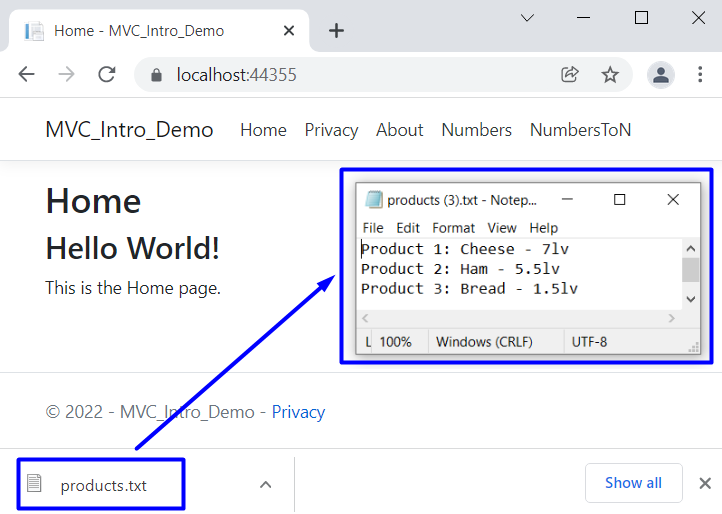 Home - MVC_Intro_Demo
localhost:44355
MVC_Intro_Demo Home Privacy About Numbers NumbersToN
Home
Hello World!
This is the Home page.
products (3).txt - Notep...
File Edit Format View Help
Product 1: Cheese - 7lv
Product 2: Ham - 5.5lv
Product 3: Bread - 1.5lv
L 100% Windows (CRLF) UTF-8
© 2022 - MVC_Intro_Demo - Privacy
products.txt
Show all